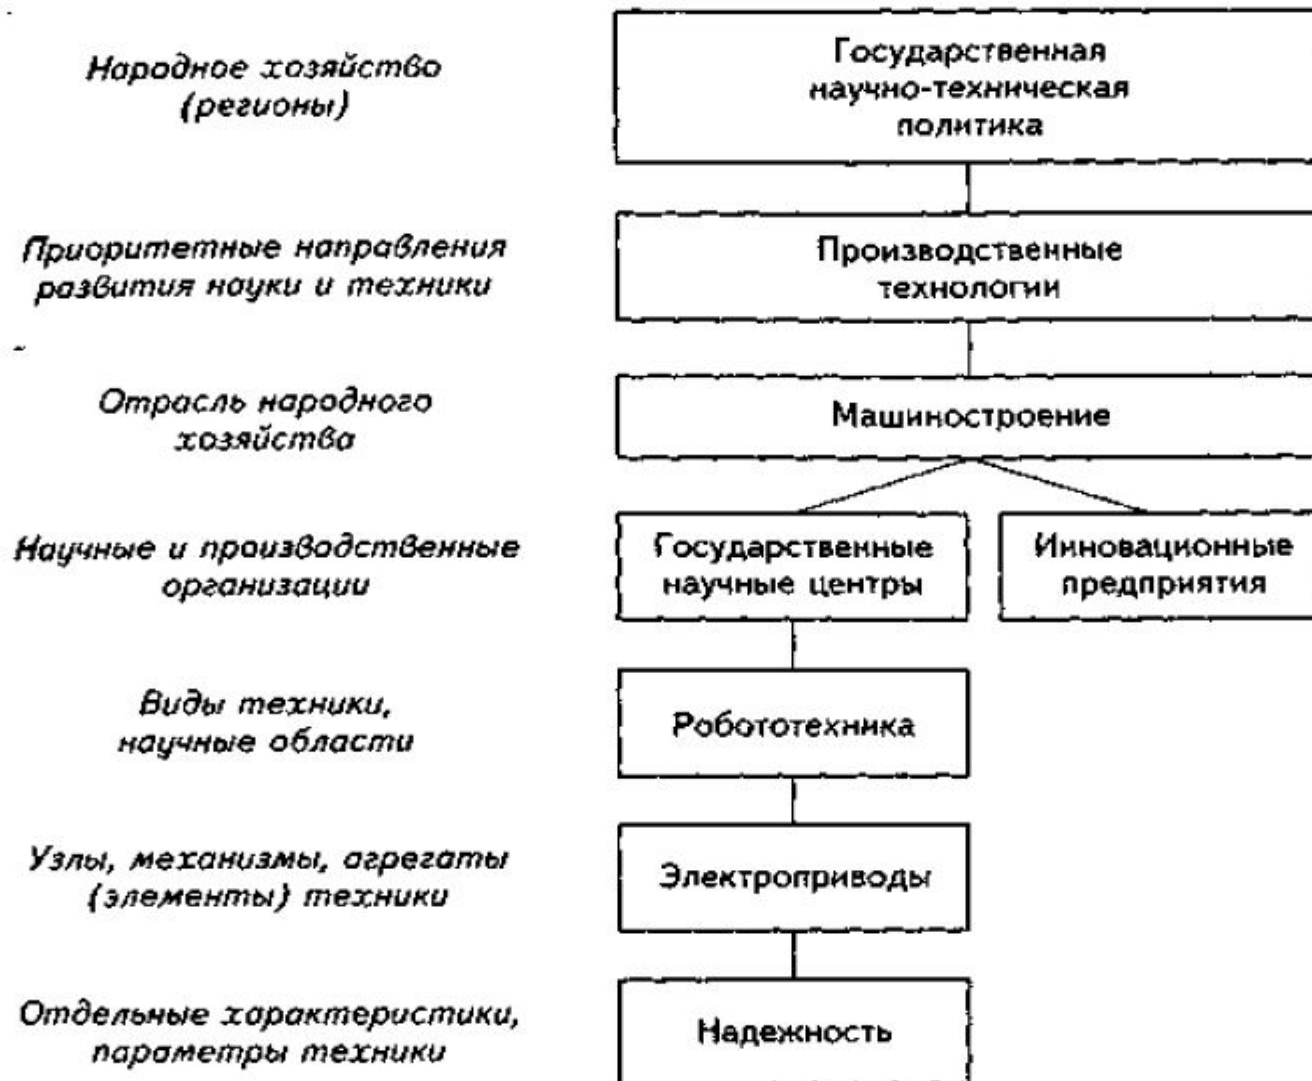 Народное хозяйство
(регионы)
Государственная
научно-техническая
политика
Приоритетные направления
развития науки и техники
Производственные
технологии
Отрасль народного
хозяйства
Машиностроение
Научные и производственные
организации
Государственные
научные центры
Инновационные
предприятия
Виды техники,
научные области
Робототехника
Узлы, механизмы, агрегаты
(элементы) техники
Электроприводы
Отдельные характеристики,
параметры техники
Надежность